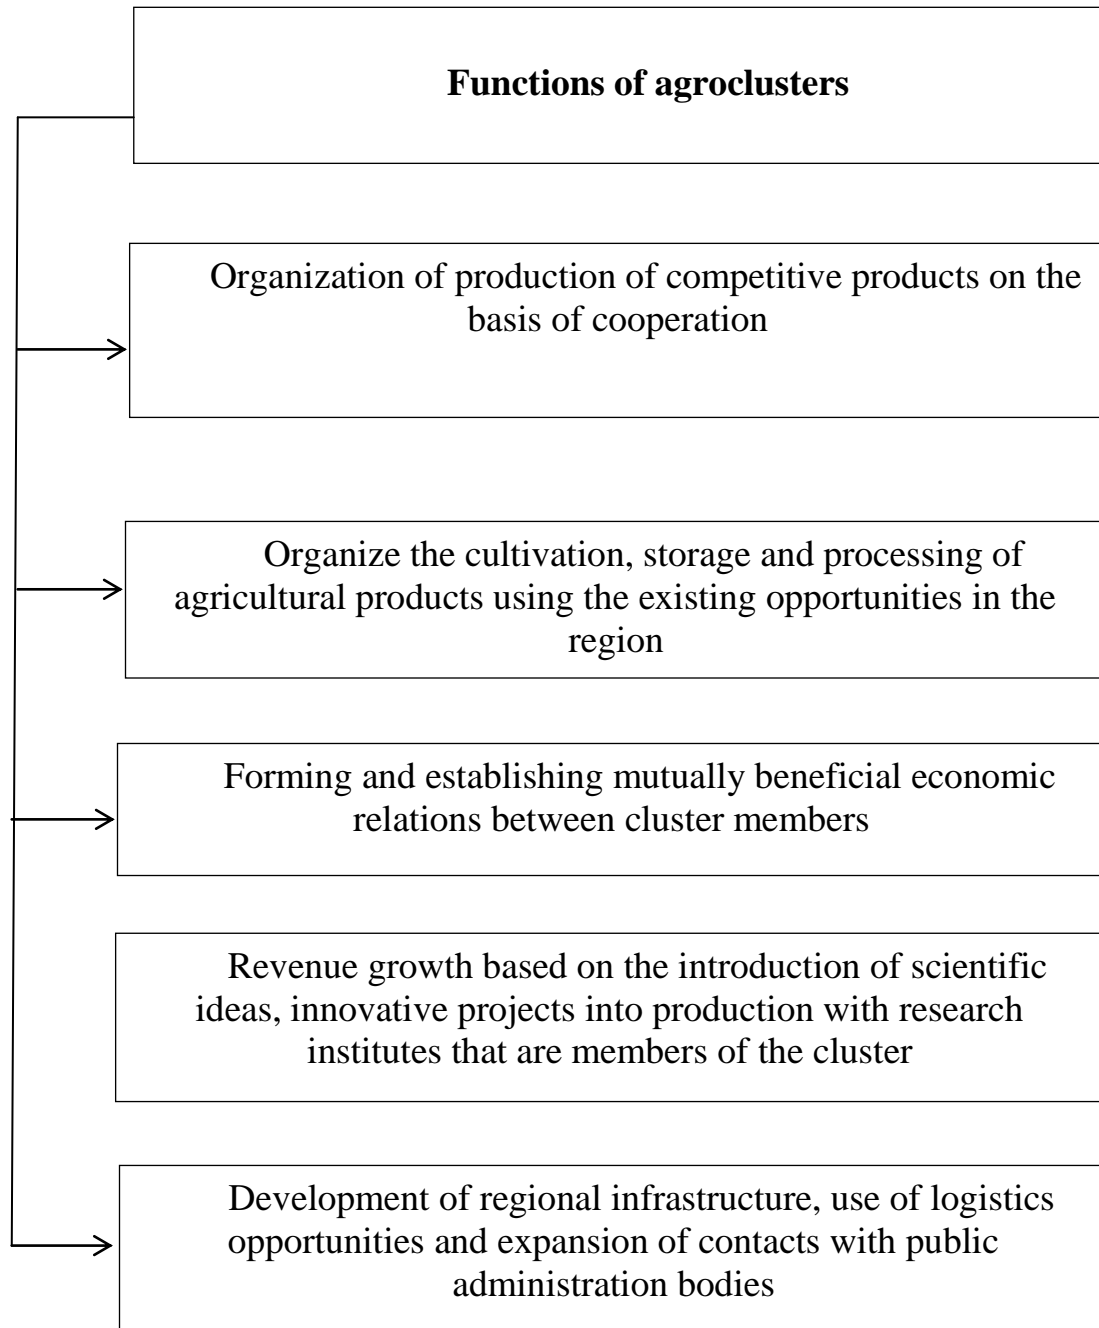 Functions of agroclusters
Organization of production of competitive products on the
basis of cooperation
Organize the cultivation, storage and processing of
agricultural products using the existing opportunities in the
region
Forming and establishing mutually beneficial economic
relations between cluster members
Revenue growth based on the introduction of scientific
ideas, innovative projects into production with research
institutes that are members of the cluster
Development of regional infrastructure, use of logistics
opportunities and expansion of contacts with public
administration bodies